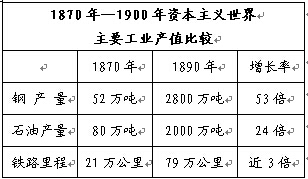 1870年—1900年资本主义世界
主要工业产值比较
1870年 1890年 增长率
钢 产 量 52万吨 2800万吨 53倍
石油产量 80万吨 2000万吨 24倍
铁路里程 21万公里 79万公里 近3倍